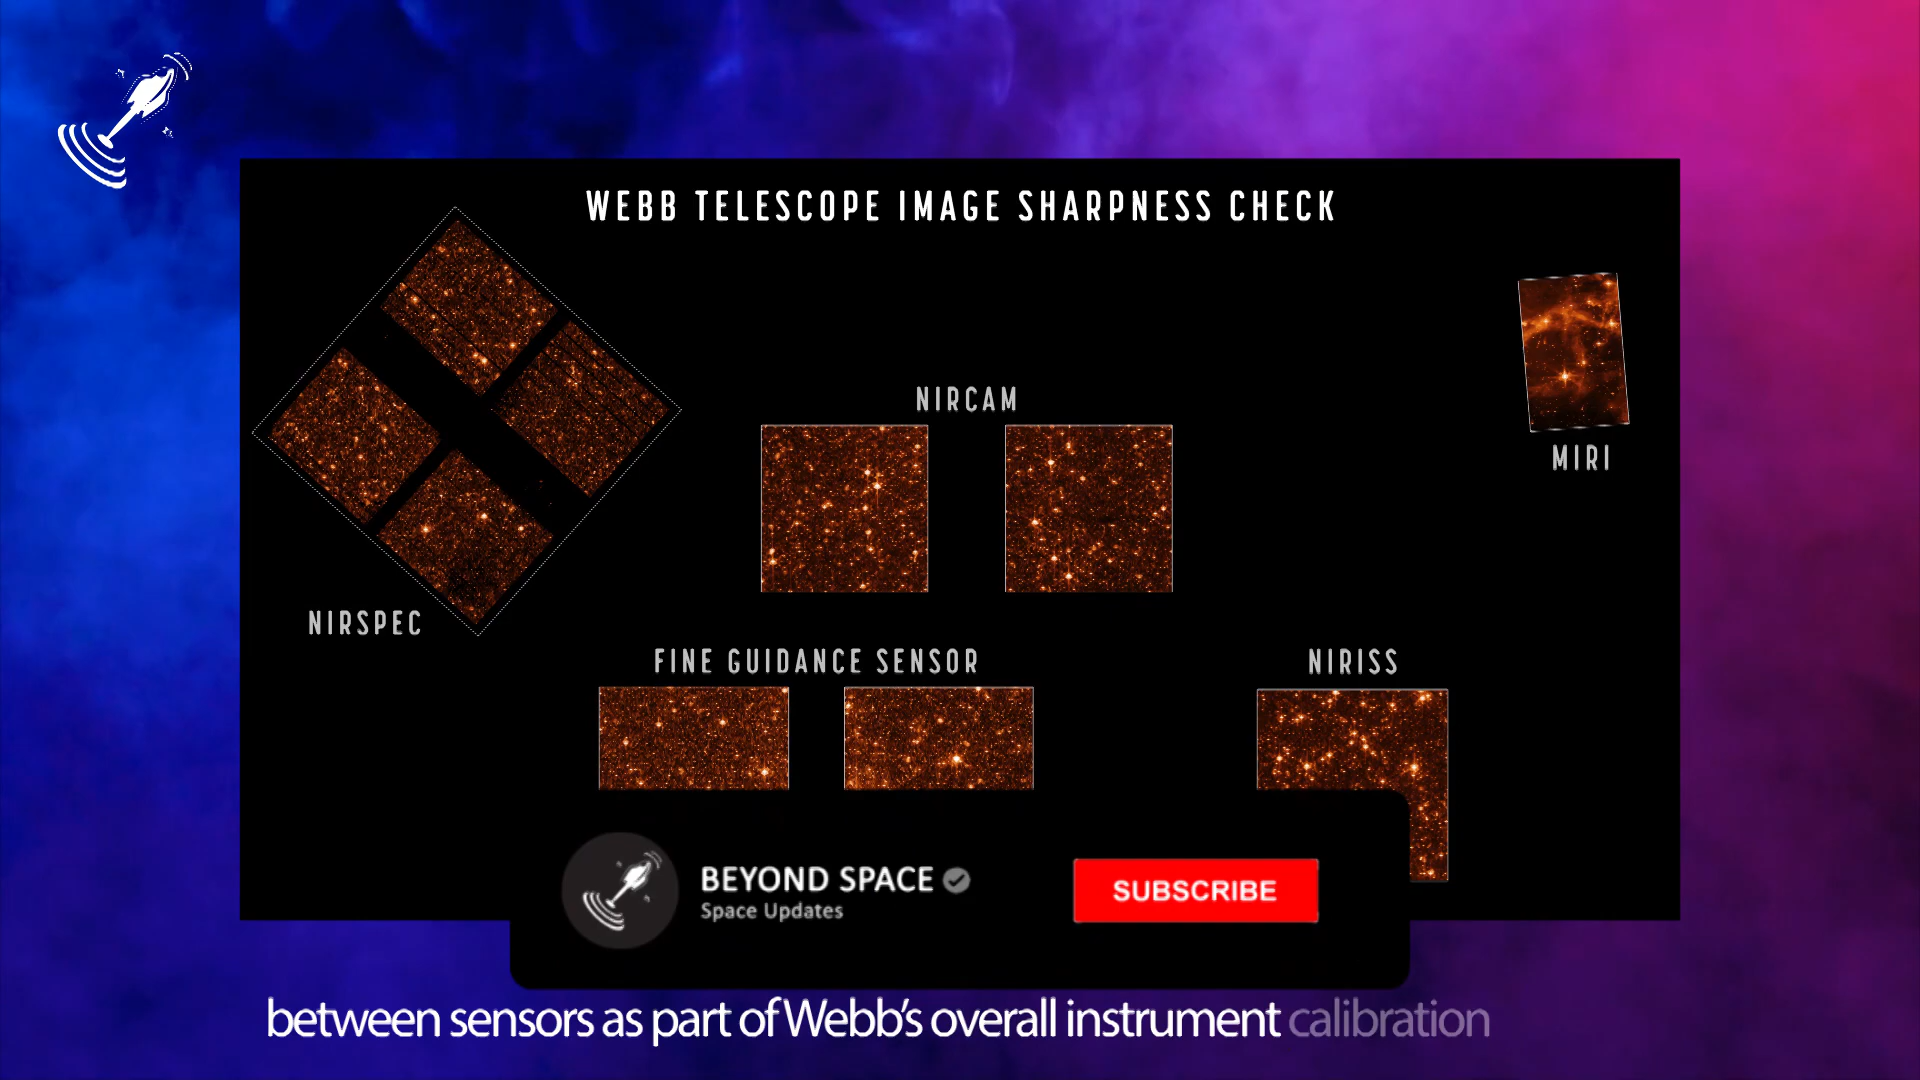 WEBB TELESCOPE IMAGE SHARPNESS CHECK
NIRCAM
MIRI
NIRSPEC
FINE GUIDANCE SENSOR
NIRISS
BEYOND SPACE
Space Updates
SUBSCRIBE
between sensors as part of Webb's overall instrument calibration